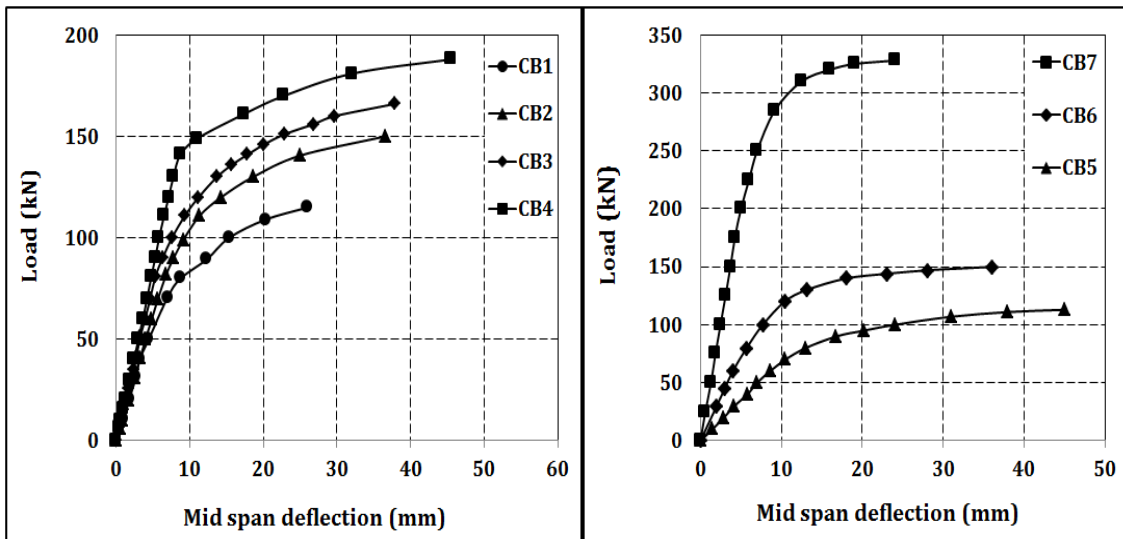 200
150
100
50
0
Load (kN)
0 10 20 30 40 50 60
Mid span deflection (mm)
CB1
CB2
CB3
CB4
350
300
250
200
150
100
50
0
Load (kN)
0 10 20 30 40 50
Mid span deflection (mm)
CB7
CB6
CB5